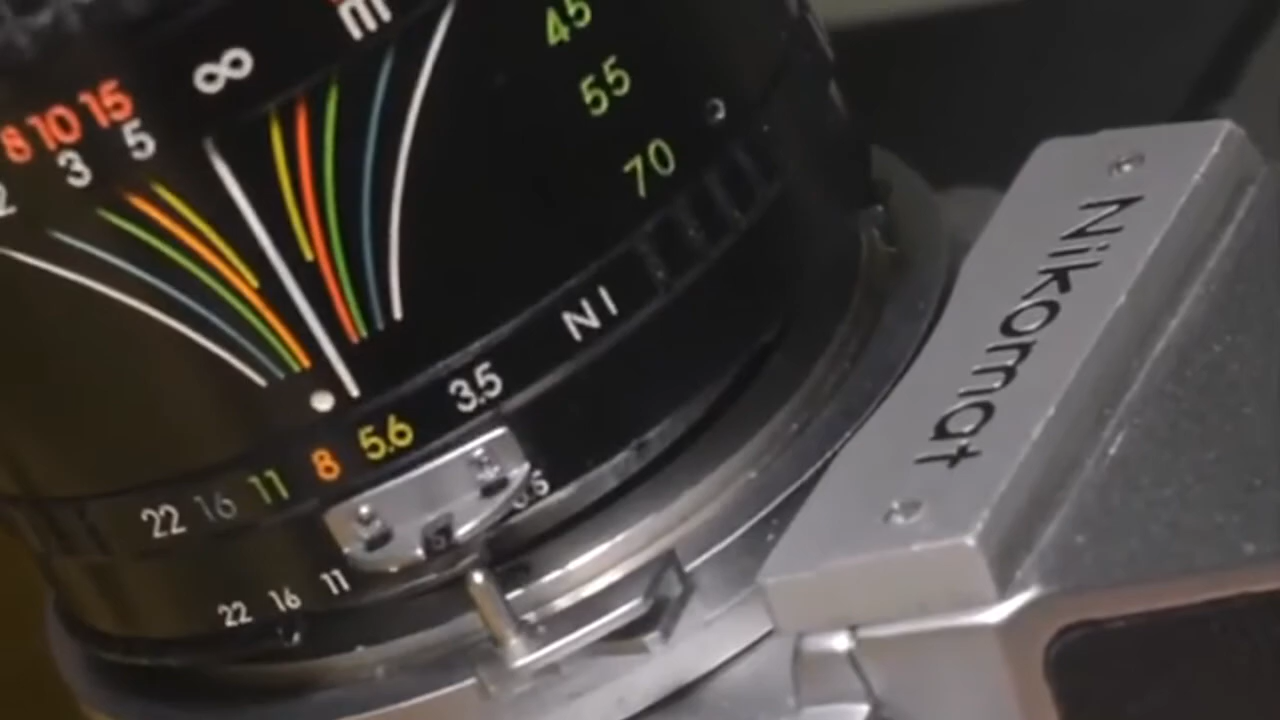 m
∞
8 10 15
2 3 5
45
55
70
NI
22 16 11 8 5.6 3.5
22 16 11
Nikomat